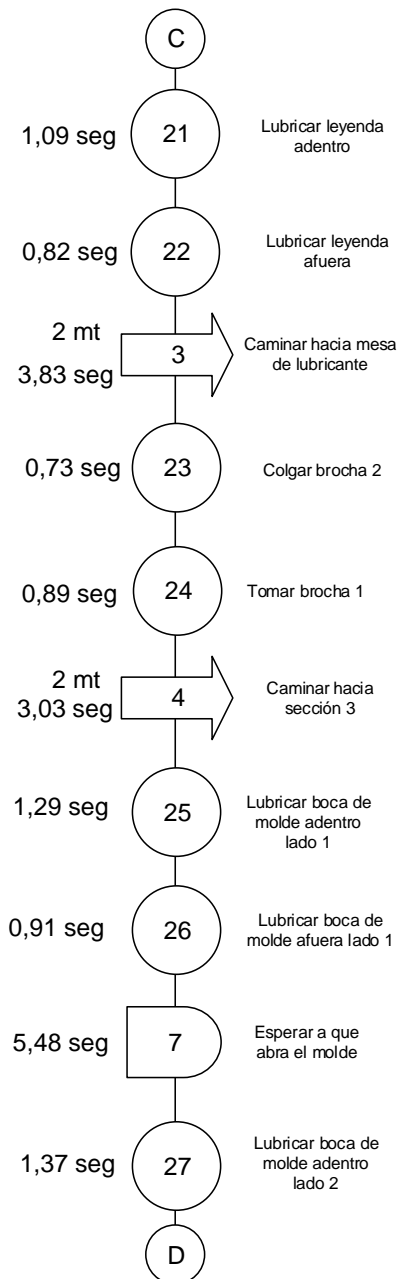 C
1,09 seg
21
Lubricar leyenda
adentro
0,82 seg
22
Lubricar leyenda
afuera
2 mt
3,83 seg
3
Caminar hacia mesa
de lubricante
0,73 seg
23
Colgar brocha 2
0,89 seg
24
Tomar brocha 1
2 mt
3,03 seg
4
Caminar hacia
sección 3
1,29 seg
25
Lubricar boca de
molde adentro
lado 1
0,91 seg
26
Lubricar boca de
molde afuera lado 1
5,48 seg
7
Esperar a que
abra el molde
1,37 seg
27
Lubricar boca de
molde adentro
lado 2
D